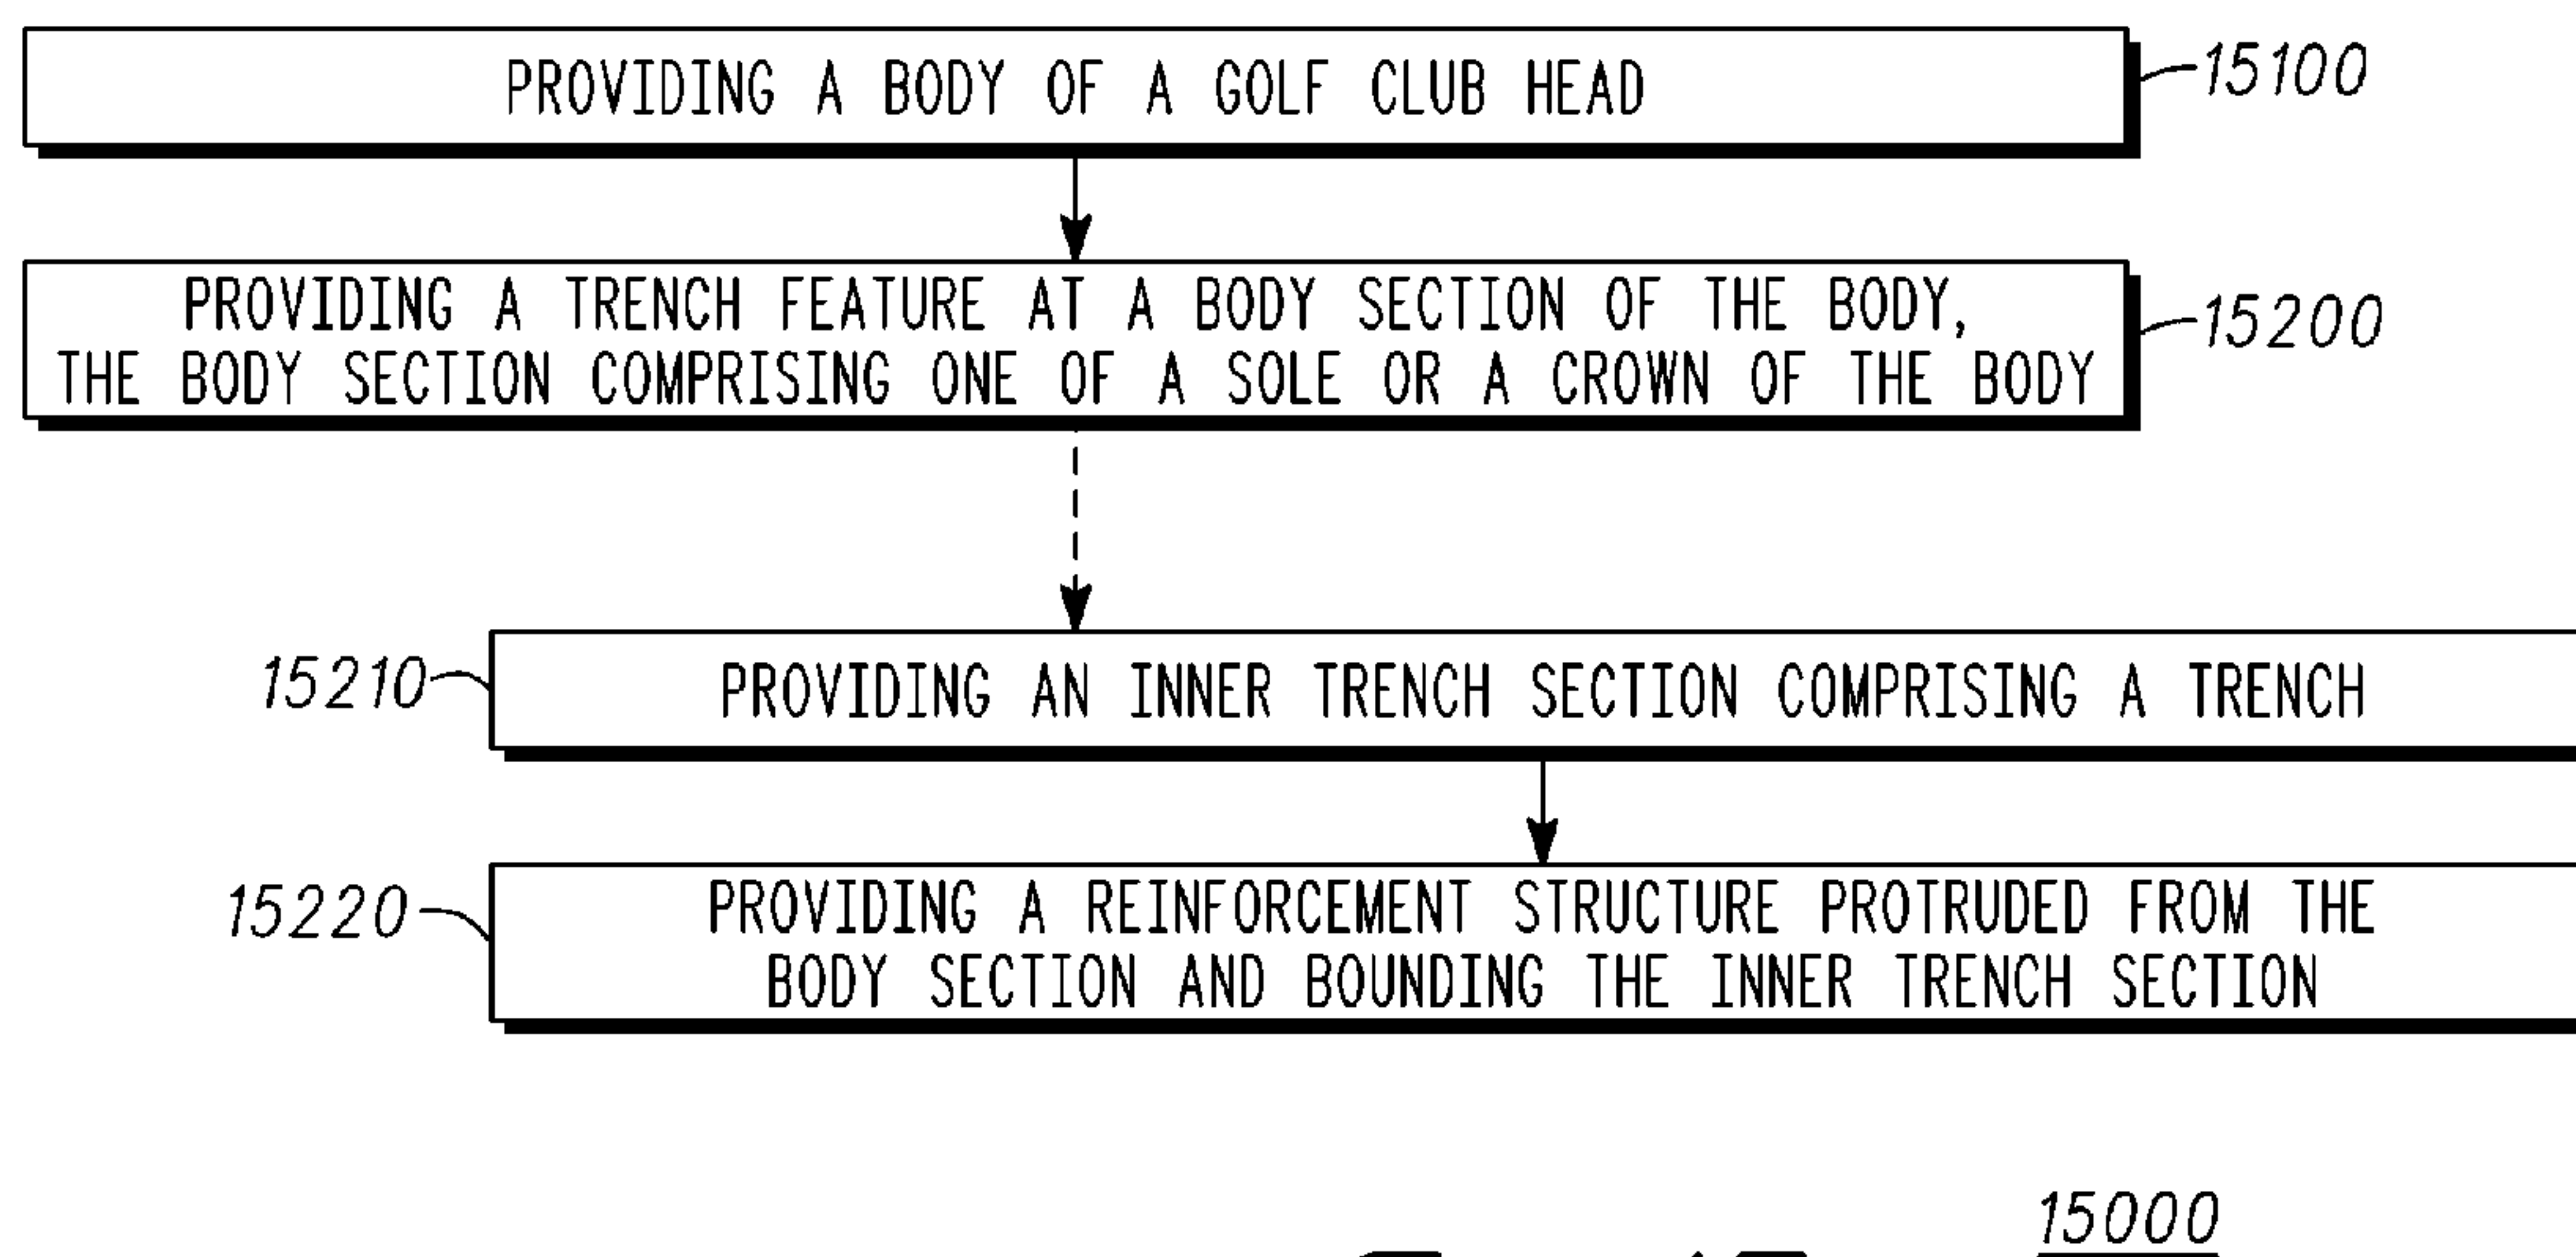 PROVIDING A BODY OF A GOLF CLUB HEAD
15100
PROVIDING A TRENCH FEATURE AT A BODY SECTION OF THE BODY,
THE BODY SECTION COMPRISING ONE OF A SOLE OR A CROWN OF THE BODY
15200
15210
PROVIDING AN INNER TRENCH SECTION COMPRISING A TRENCH
15220
PROVIDING A REINFORCEMENT STRUCTURE PROTRUDED FROM THE
BODY SECTION AND BOUNDING THE INNER TRENCH SECTION
15000